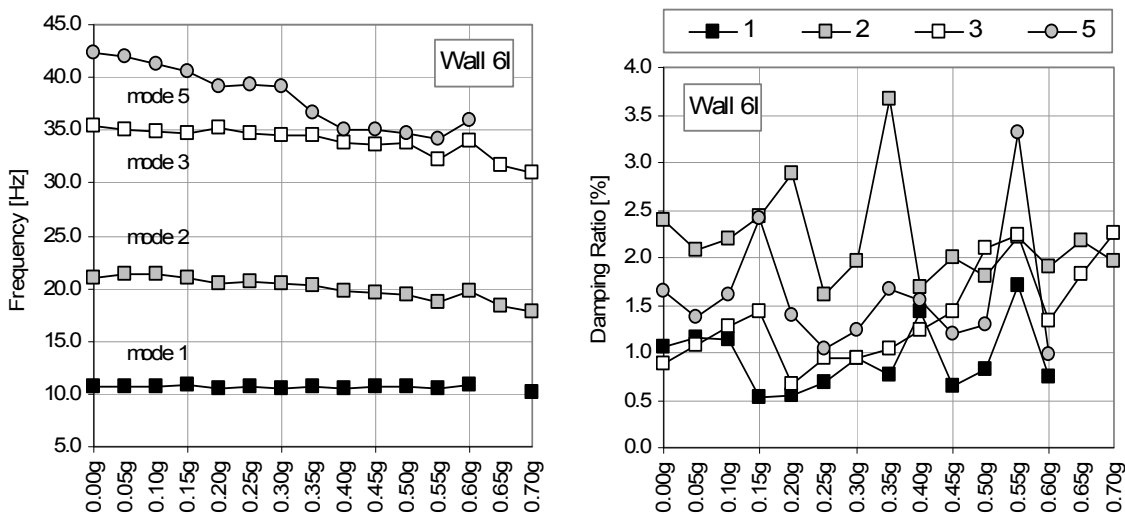 45.0
40.0
35.0
30.0
25.0
20.0
15.0
10.0
5.0
Frequency [Hz]
Wall 6I
mode 5
mode 3
mode 2
mode 1
0.00g
0.05g
0.10g
0.15g
0.20g
0.25g
0.30g
0.35g
0.40g
0.45g
0.50g
0.55g
0.60g
0.65g
0.70g
1 2 3 5
4.0
3.5
3.0
2.5
2.0
1.5
1.0
0.5
0.0
Damping Ratio [%]
Wall 6I
0.00g
0.05g
0.10g
0.15g
0.20g
0.25g
0.30g
0.35g
0.40g
0.45g
0.50g
0.55g
0.60g
0.65g
0.70g